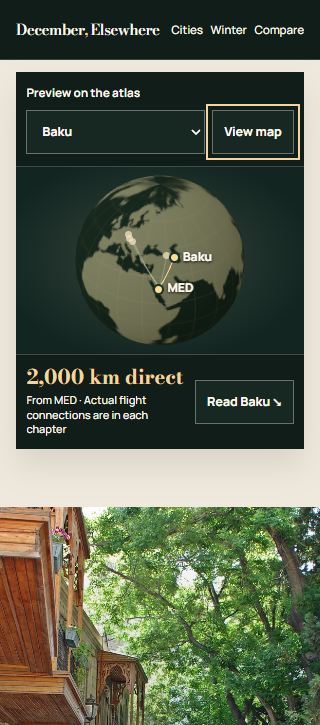 December, Elsewhere Cities Winter Compare
Preview on the atlas
Baku View map
Baku
MED
2,000 km direct
From MED · Actual flight
connections are in each
chapter
Read Baku ↘